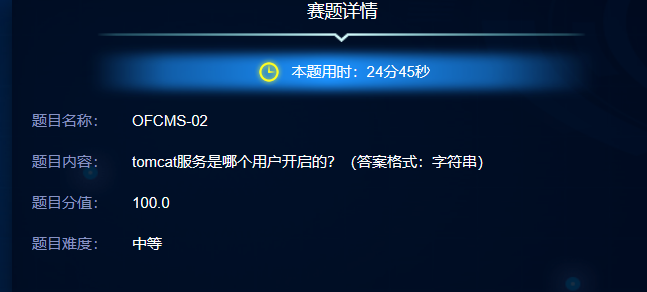 赛题详情
本题用时：24分45秒
题目名称： OFCMS-02
题目内容： tomcat服务是哪个用户开启的？（答案格式：字符串）
题目分值： 100.0
题目难度： 中等